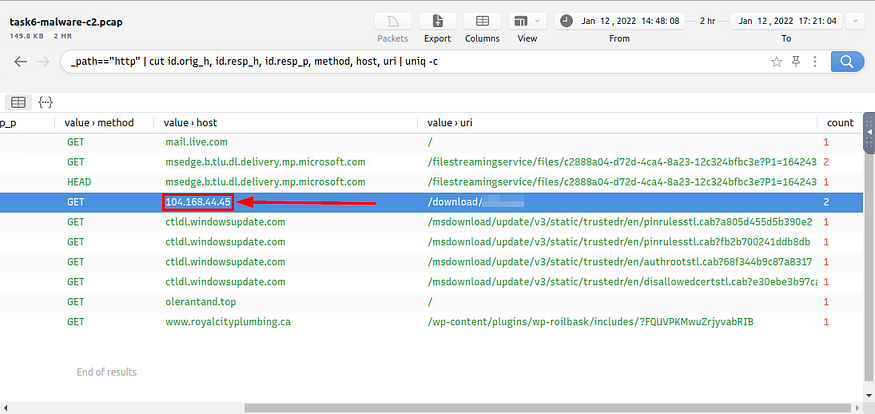 task6-malware-c2.pcap
149.8 KB 2 HR
Packets
Export
Columns
View
Jan 12 , 2022 14: 48: 08
From
2 hr
Jan 12 , 2022 17: 21: 04
To
_path=="http" | cut id.orig_h, id.resp_h, id.resp_p, method, host, uri | uniq -c
p_p value › method value › host value › uri count
GET mail.live.com / 1
GET msedge.b.tlu.dl.delivery.mp.microsoft.com /filestreamingservice/files/c2888a04-d72d-4ca4-8a23-12c324bfbc3e?P1=164243 2
HEAD msedge.b.tlu.dl.delivery.mp.microsoft.com /filestreamingservice/files/c2888a04-d72d-4ca4-8a23-12c324bfbc3e?P1=164243 1
GET 104.168.44.45 /download/ 2
GET ctldl.windowsupdate.com /msdownload/update/v3/static/trustedr/en/pinrulesstl.cab?a805d455d5b390e2 1
GET ctldl.windowsupdate.com /msdownload/update/v3/static/trustedr/en/pinrulesstl.cab?fb2b700241ddb8db 1
GET ctldl.windowsupdate.com /msdownload/update/v3/static/trustedr/en/authrootstl.cab?68f344b9c87a8317 1
GET ctldl.windowsupdate.com /msdownload/update/v3/static/trustedr/en/disallowedcertstl.cab?e30ebe3b97ca 1
GET olerantand.top / 1
GET www.royalcityplumbing.ca /wp-content/plugins/wp-roilbask/includes/?FQUVPKMwuZrjyvabRIB 1
End of results